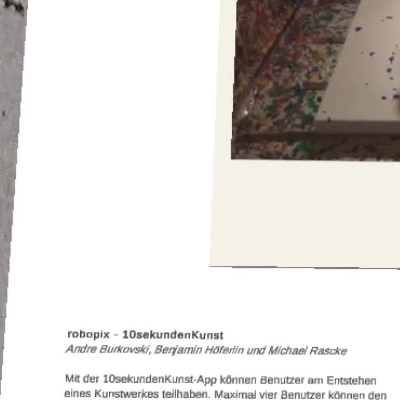 robopix - 10sekundenKunst
Andre Burkovski, Benjamin Höferlin und Michael Raschke
Mit der 10sekundenKunst-App können Benutzer am Entstehen
eines Kunstwerkes teilhaben. Maximal vier Benutzer können den